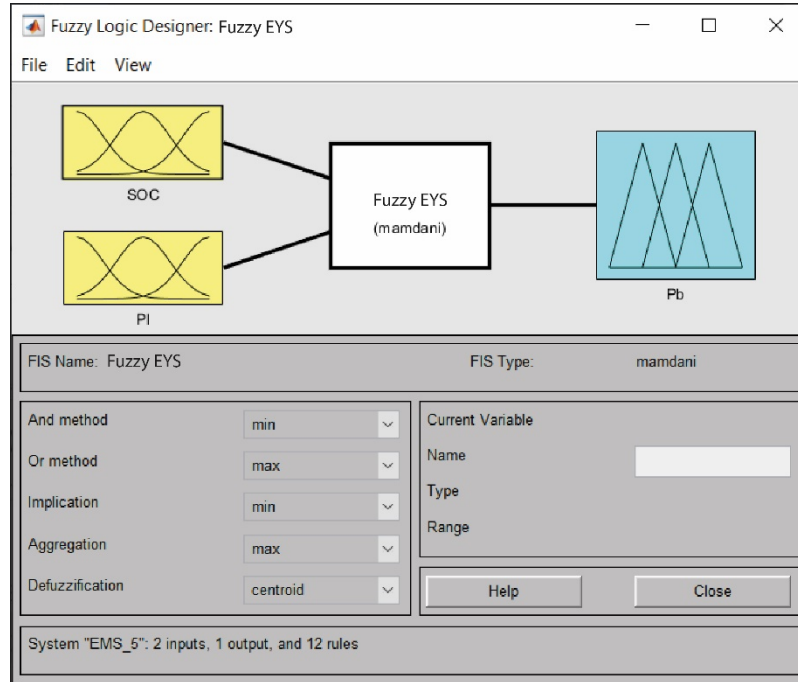 Fuzzy Logic Designer: Fuzzy EYS
File Edit View
SOC
PI
Fuzzy EYS
(mamdani)
Pb
FIS Name: Fuzzy EYS
FIS Type: mamdani
And method min
Or method max
Implication min
Aggregation max
Defuzzification centroid
Current Variable
Name
Type
Range
Help Close
System "EMS_5": 2 inputs, 1 output, and 12 rules